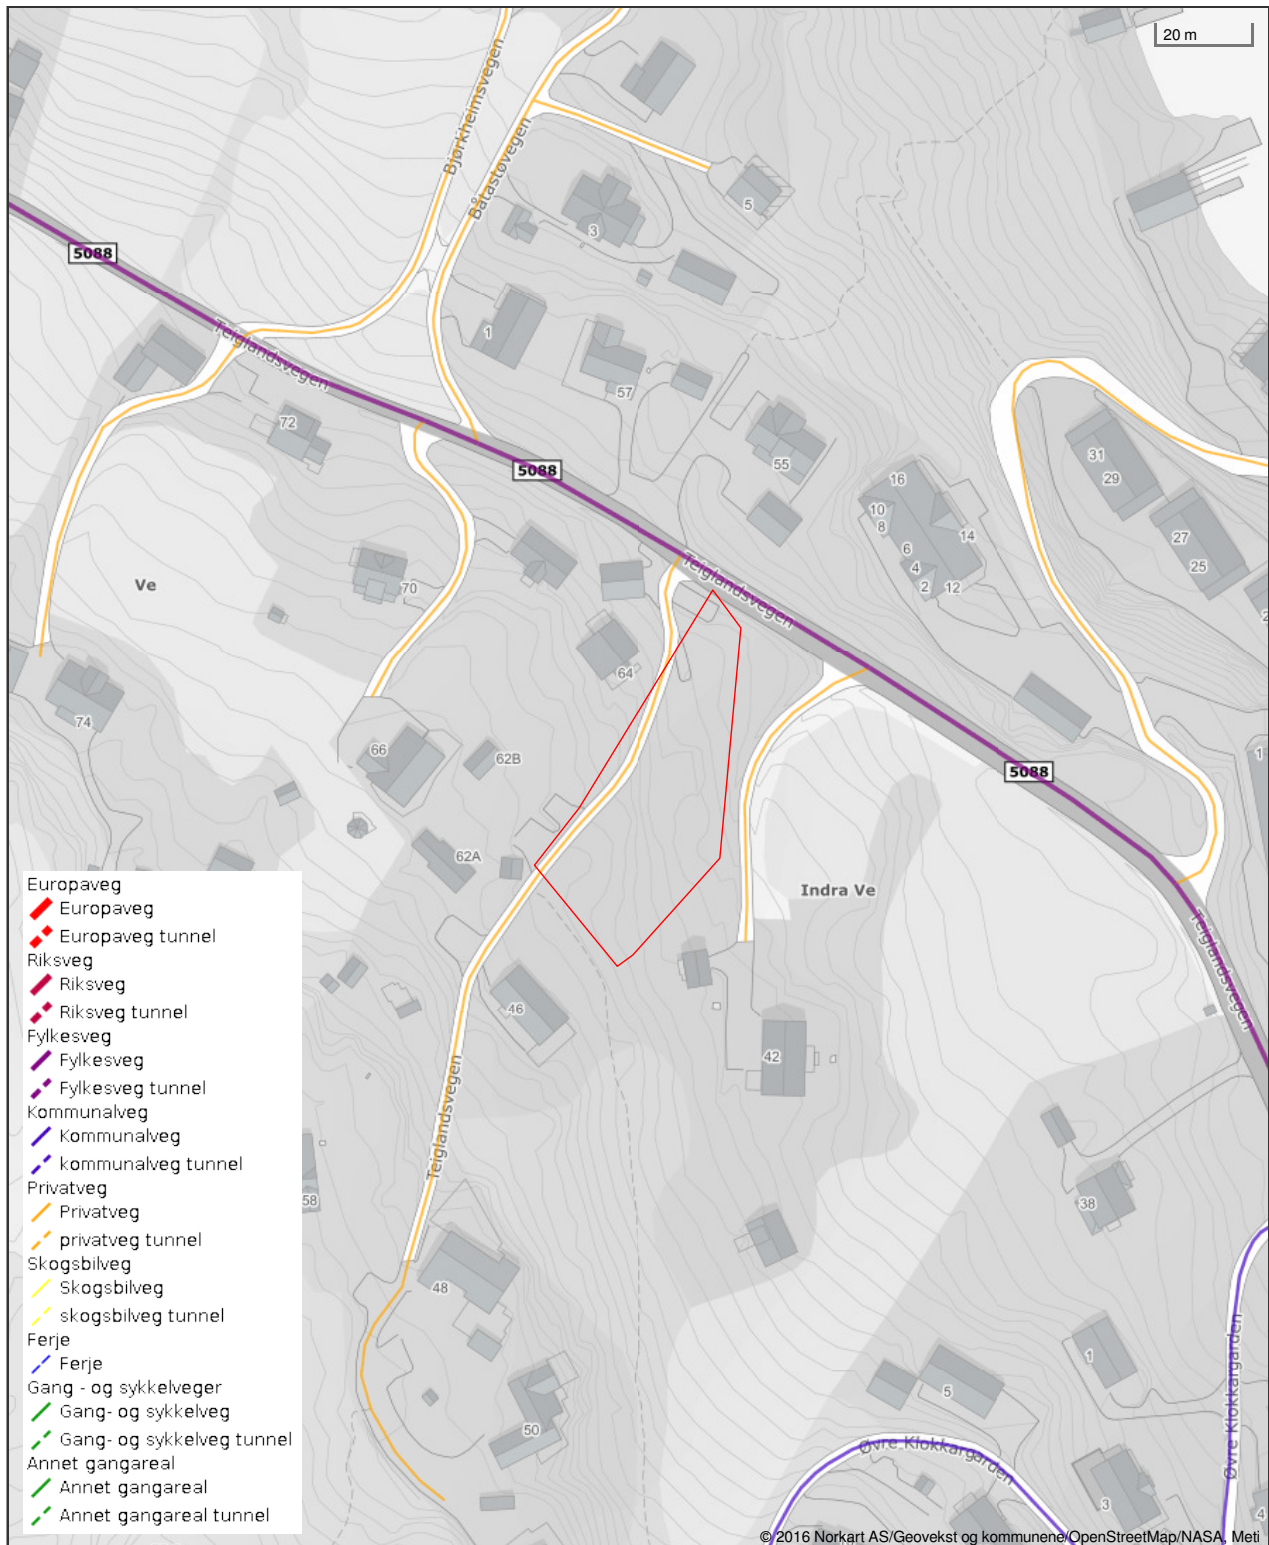 20 m
Bjørkheimsvegen
Båtastøvegen
5
3
5088
1
Teiglandsvegen
57
72
5088
55
31
29
16
10
8
14
6
4
2
12
27
25
2
Teiglandsvegen
Ve
70
64
74
66
62B
1
5088
62A
Indra Ve
Teiglandsvegen
46
42
Teiglandsvegen
58
38
48
1
5
50
Øvre Klokkargarden
Øvre Klokkargarden
3
4
Europaveg
Europaveg
Europaveg tunnel
Riksveg
Riksveg
Riksveg tunnel
Fylkesveg
Fylkesveg
Fylkesveg tunnel
Kommunalveg
Kommunalveg
kommunalveg tunnel
Privatveg
Privatveg
privatveg tunnel
Skogsbilveg
Skogsbilveg
skogsbilveg tunnel
Ferje
Ferje
Gang - og sykkelveger
Gang- og sykkelveg
Gang- og sykkelveg tunnel
Annet gangareal
Annet gangareal
Annet gangareal tunnel
© 2016 Norkart AS/Geovekst og kommunene/OpenStreetMap/NASA, Meti